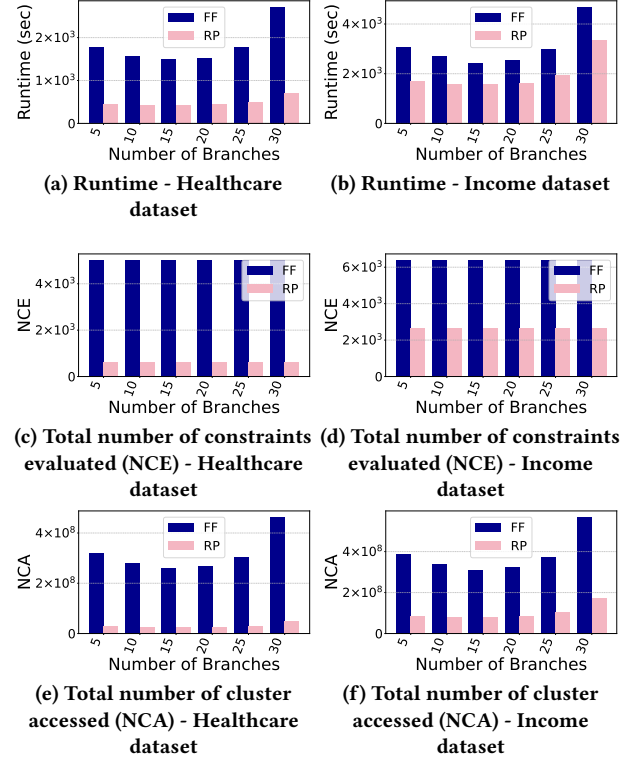 Runtime (sec)
2×10³
1×10³
0
FF
RP
5 10 15 20 25 30
Number of Branches
(a) Runtime - Healthcare
dataset
Runtime (sec)
4×10³
2×10³
0
FF
RP
5 10 15 20 25 30
Number of Branches
(b) Runtime - Income dataset
NCE
4×10³
2×10³
0
FF
RP
5 10 15 20 25 30
Number of Branches
(c) Total number of constraints
evaluated (NCE) - Healthcare
dataset
NCE
6×10³
4×10³
2×10³
0
FF
RP
5 10 15 20 25 30
Number of Branches
(d) Total number of constraints
evaluated (NCE) - Income
dataset
NCA
4×10⁸
2×10⁸
0
FF
RP
5 10 15 20 25 30
Number of Branches
(e) Total number of cluster
accessed (NCA) - Healthcare
dataset
NCA
4×10⁸
2×10⁸
0
FF
RP
5 10 15 20 25 30
Number of Branches
(f) Total number of cluster
accessed (NCA) - Income
dataset